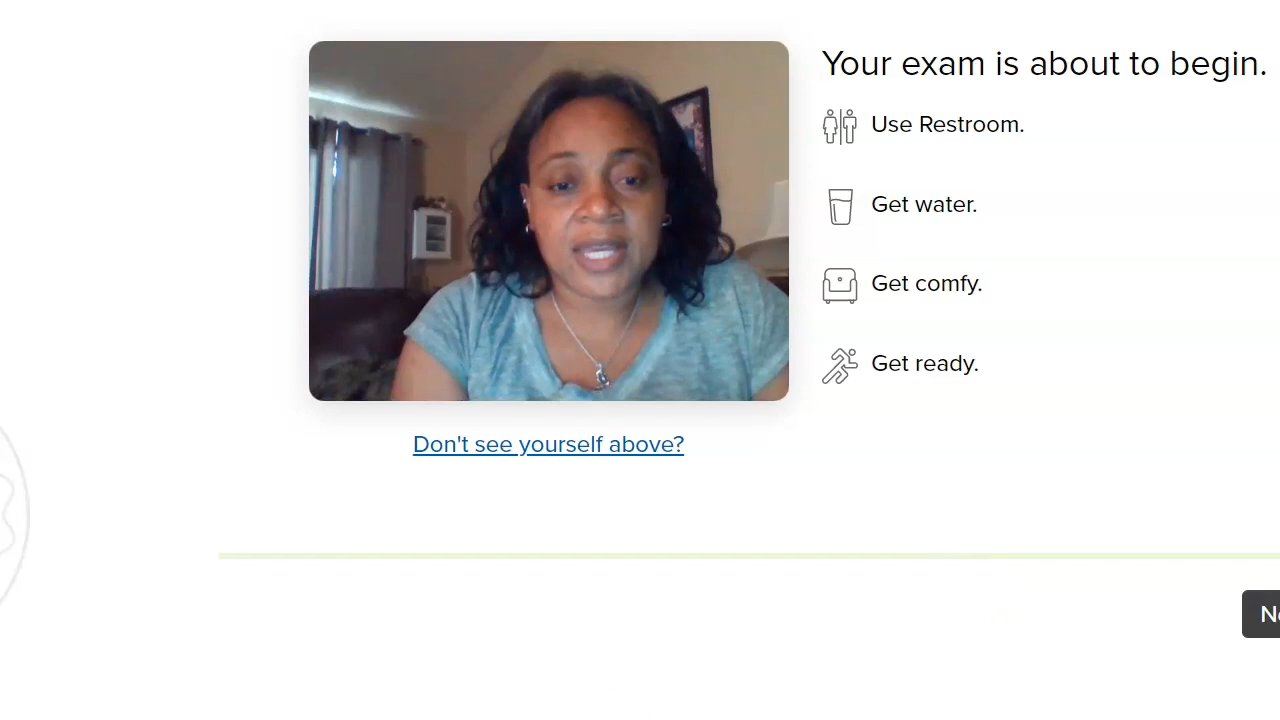 Your exam is about to begin.
Use Restroom.
Get water.
Get comfy.
Get ready.
Don't see yourself above?